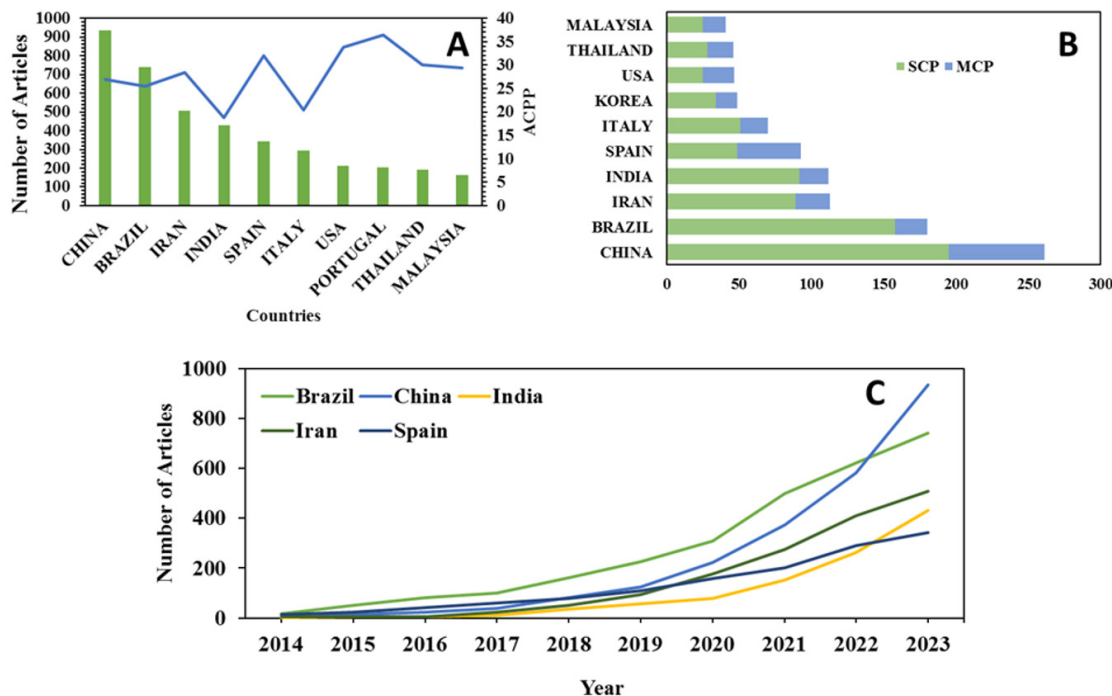 A
Number of Articles
1000
900
800
700
600
500
400
300
200
100
0
40
35
30
25
20
15
10
5
0
ACPP
CHINA
BRAZIL
IRAN
INDIA
SPAIN
ITALY
USA
PORTUGAL
THAILAND
MALAYSIA
Countries
B
SCP MCP
MALAYSIA
THAILAND
USA
KOREA
ITALY
SPAIN
INDIA
IRAN
BRAZIL
CHINA
0 50 100 150 200 250 300
C
Brazil China India
Iran Spain
Number of Articles
1000
800
600
400
200
0
2014 2015 2016 2017 2018 2019 2020 2021 2022 2023
Year